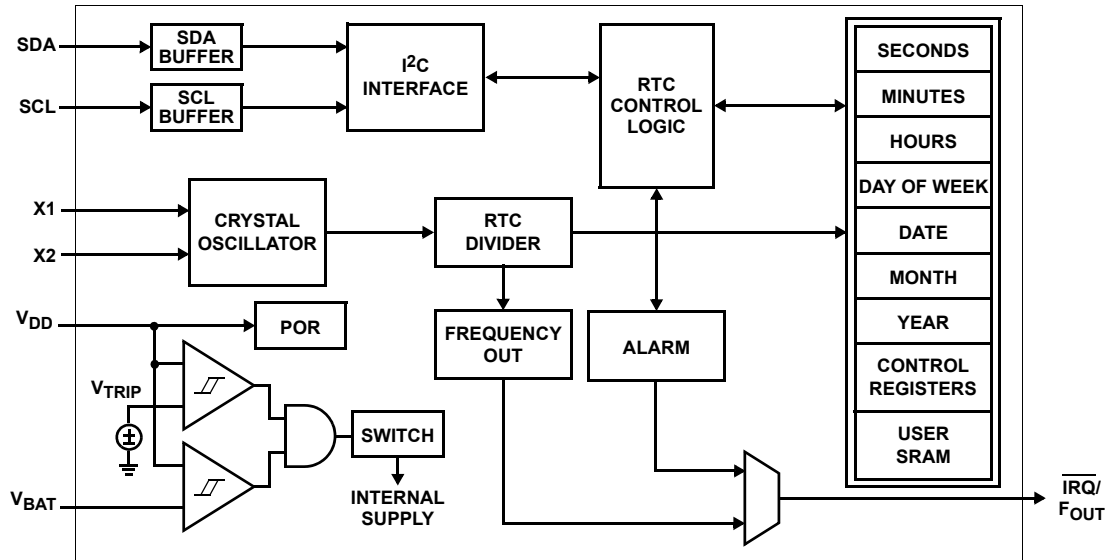 SDA
SDA
BUFFER
SCL
SCL
BUFFER
I2C
INTERFACE
RTC
CONTROL
LOGIC
SECONDS
MINUTES
HOURS
DAY OF WEEK
DATE
MONTH
YEAR
CONTROL
REGISTERS
USER
SRAM
X1
X2
CRYSTAL
OSCILLATOR
RTC
DIVIDER
FREQUENCY
OUT
ALARM
VDD
POR
VTRIP
VBAT
SWITCH
INTERNAL
SUPPLY
IRQ/
FOUT